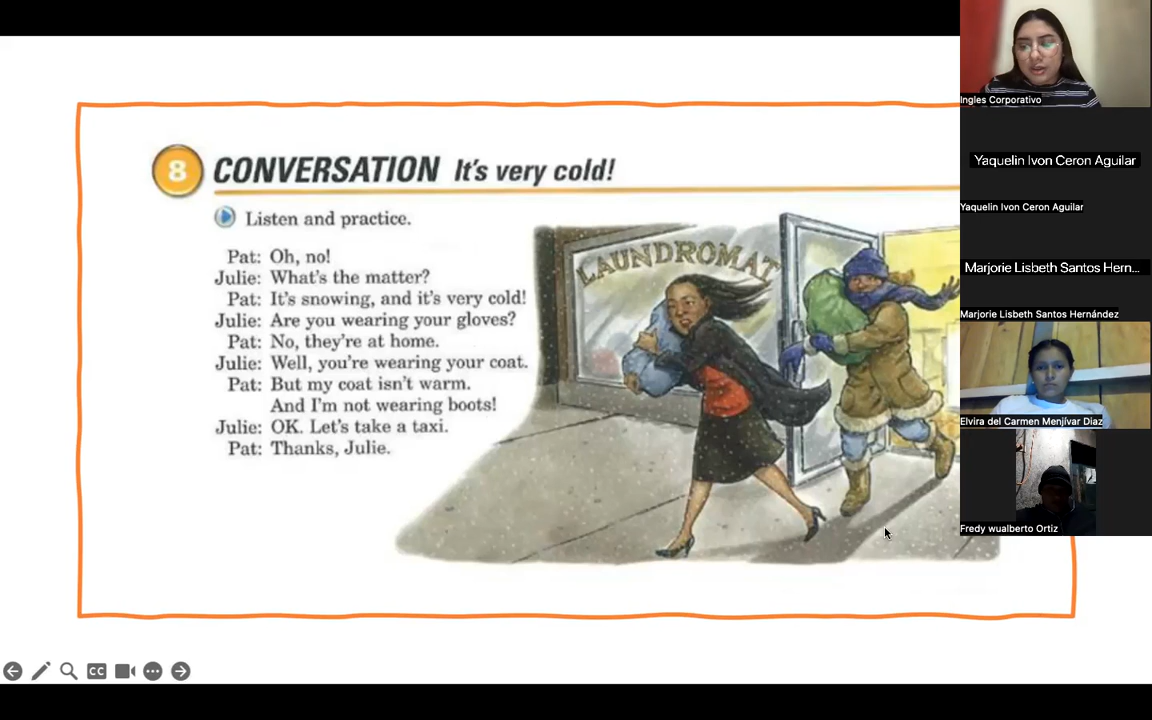 8 CONVERSATION It's very cold!
Listen and practice.
Pat: Oh, no!
Julie: What's the matter?
Pat: It's snowing, and it's very cold!
Julie: Are you wearing your gloves?
Pat: No, they're at home.
Julie: Well, you're wearing your coat.
Pat: But my coat isn't warm.
And I'm not wearing boots!
Julie: OK. Let's take a taxi.
Pat: Thanks, Julie.
LAUNDROMAT
Ingles Corporativo
Yaquelin Ivon Ceron Aguilar
Yaquelin Ivon Ceron Aguilar
Marjorie Lisbeth Santos Hern...
Marjorie Lisbeth Santos Hernández
Elvira del Carmen Menjívar Diaz
Fredy wualberto Ortiz
CC